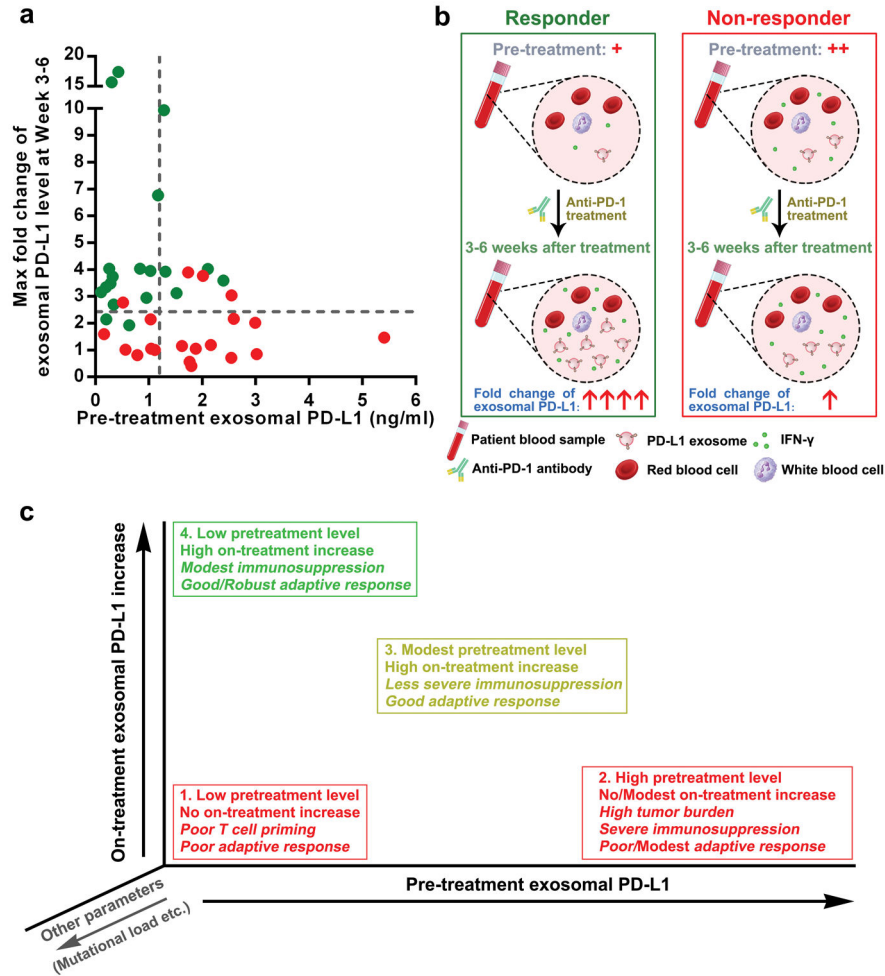 a
Max fold change of
exosomal PD-L1 level at Week 3-6
20
15
10
9
8
7
6
5
4
3
2
1
0
0 1 2 3 4 5 6
Pre-treatment exosomal PD-L1 (ng/ml)
b
Responder
Pre-treatment: +
Anti-PD-1
treatment
3-6 weeks after treatment
Fold change of
exosomal PD-L1:
Non-responder
Pre-treatment: ++
Anti-PD-1
treatment
3-6 weeks after treatment
Fold change of
exosomal PD-L1:
Patient blood sample
PD-L1 exosome
IFN-γ
Anti-PD-1 antibody
Red blood cell
White blood cell
c
On-treatment exosomal PD-L1 increase
4. Low pretreatment level
High on-treatment increase
Modest immunosuppression
Good/Robust adaptive response
3. Modest pretreatment level
High on-treatment increase
Less severe immunosuppression
Good adaptive response
1. Low pretreatment level
No on-treatment increase
Poor T cell priming
Poor adaptive response
2. High pretreatment level
No/Modest on-treatment increase
High tumor burden
Severe immunosuppression
Poor/Modest adaptive response
Pre-treatment exosomal PD-L1
Other parameters
(Mutational load etc.)